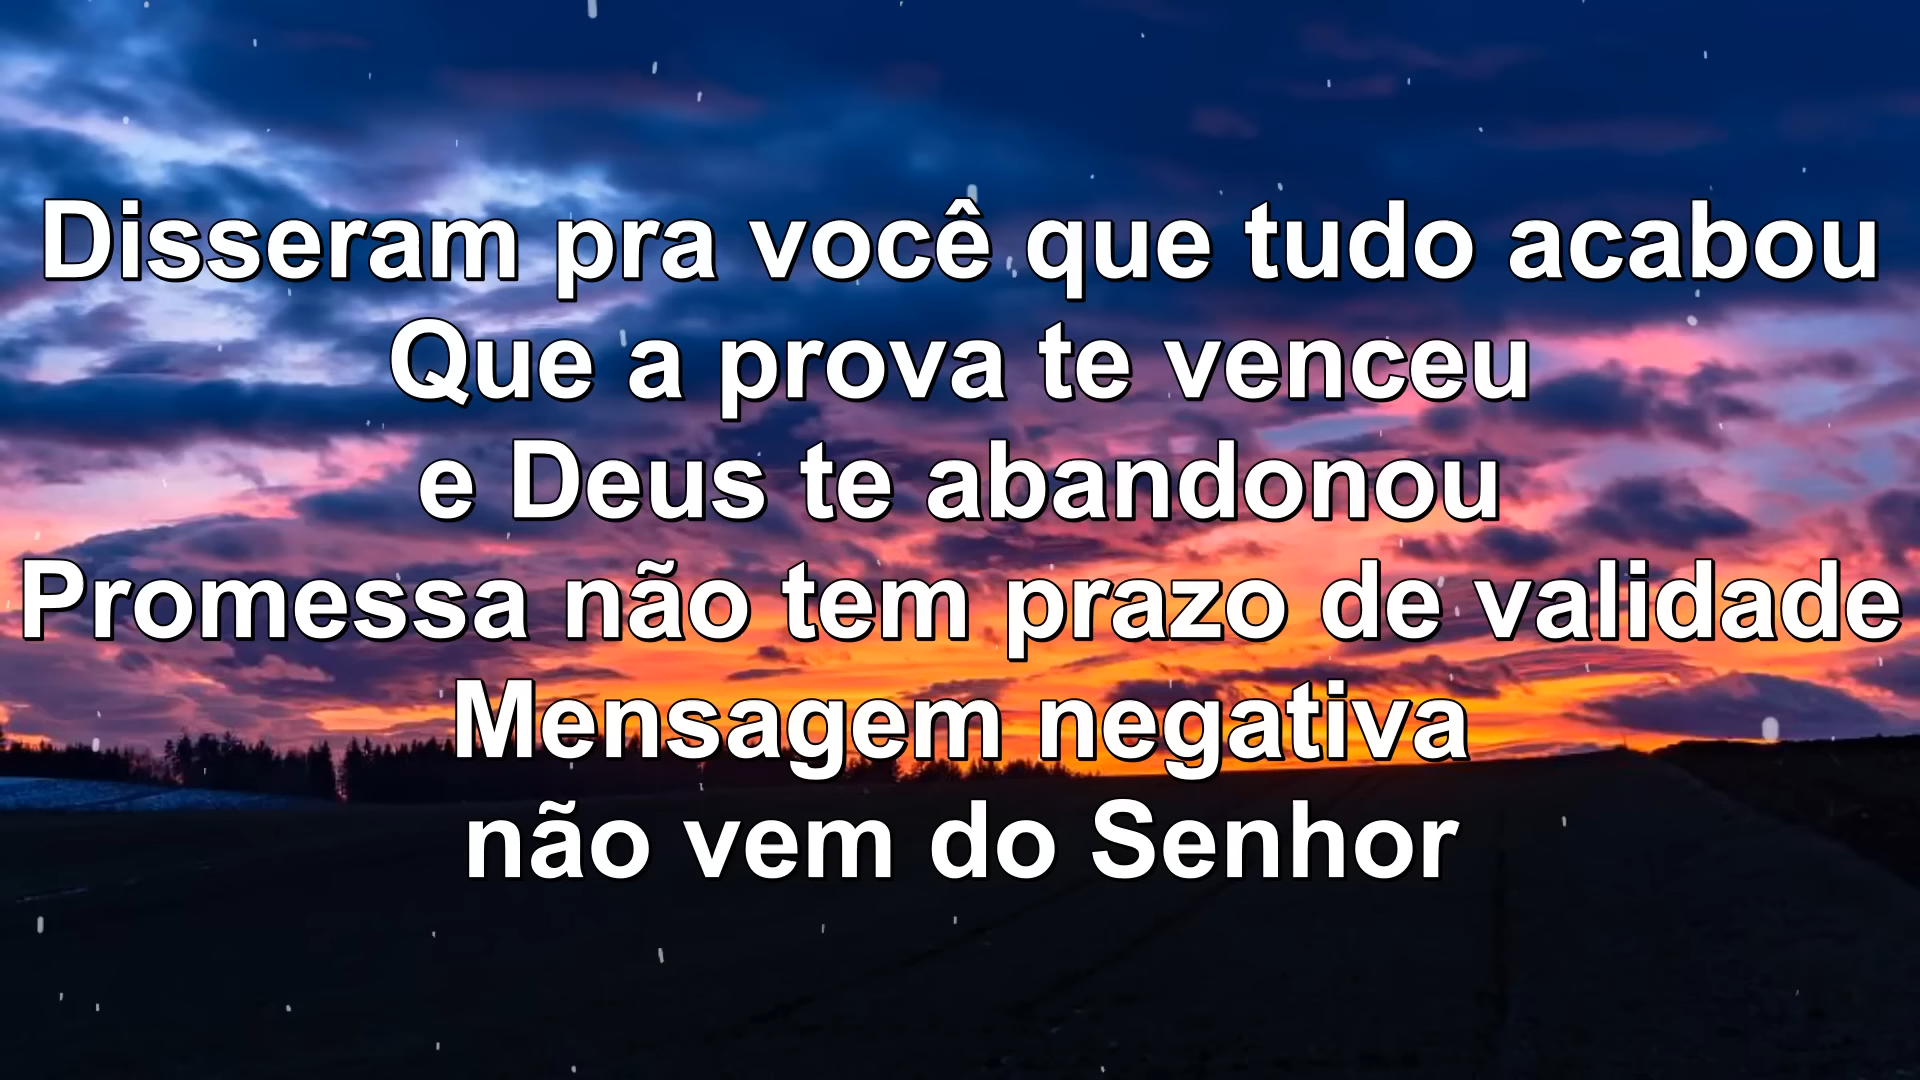 Disseram pra você que tudo acabou
Que a prova te venceu
e Deus te abandonou
Promessa não tem prazo de validade
Mensagem negativa
não vem do Senhor